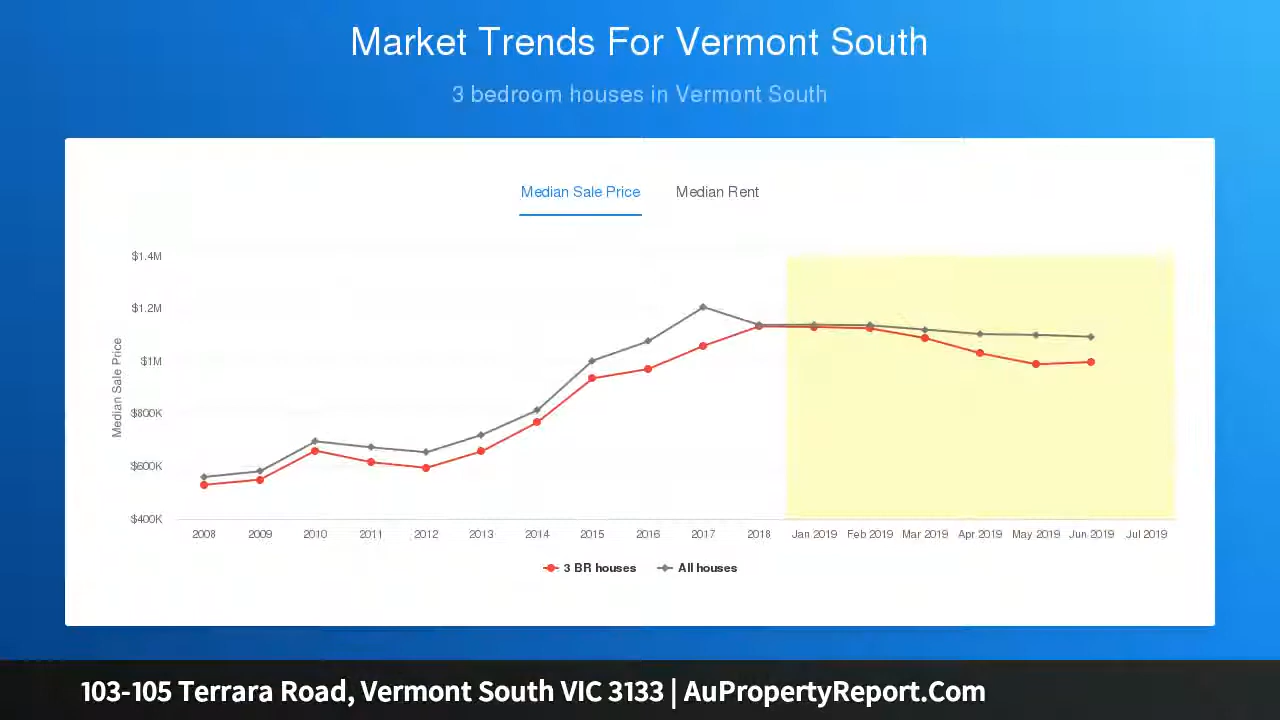 Market Trends For Vermont South
3 bedroom houses in Vermont South
Median Sale Price Median Rent
$1.4M
$1.2M
$1M
$800K
$600K
$400K
Median Sale Price
2008 2009 2010 2011 2012 2013 2014 2015 2016 2017 2018 Jan 2019 Feb 2019 Mar 2019 Apr 2019 May 2019 Jun 2019 Jul 2019
3 BR houses All houses
103-105 Terrara Road, Vermont South VIC 3133 | AuPropertyReport.Com